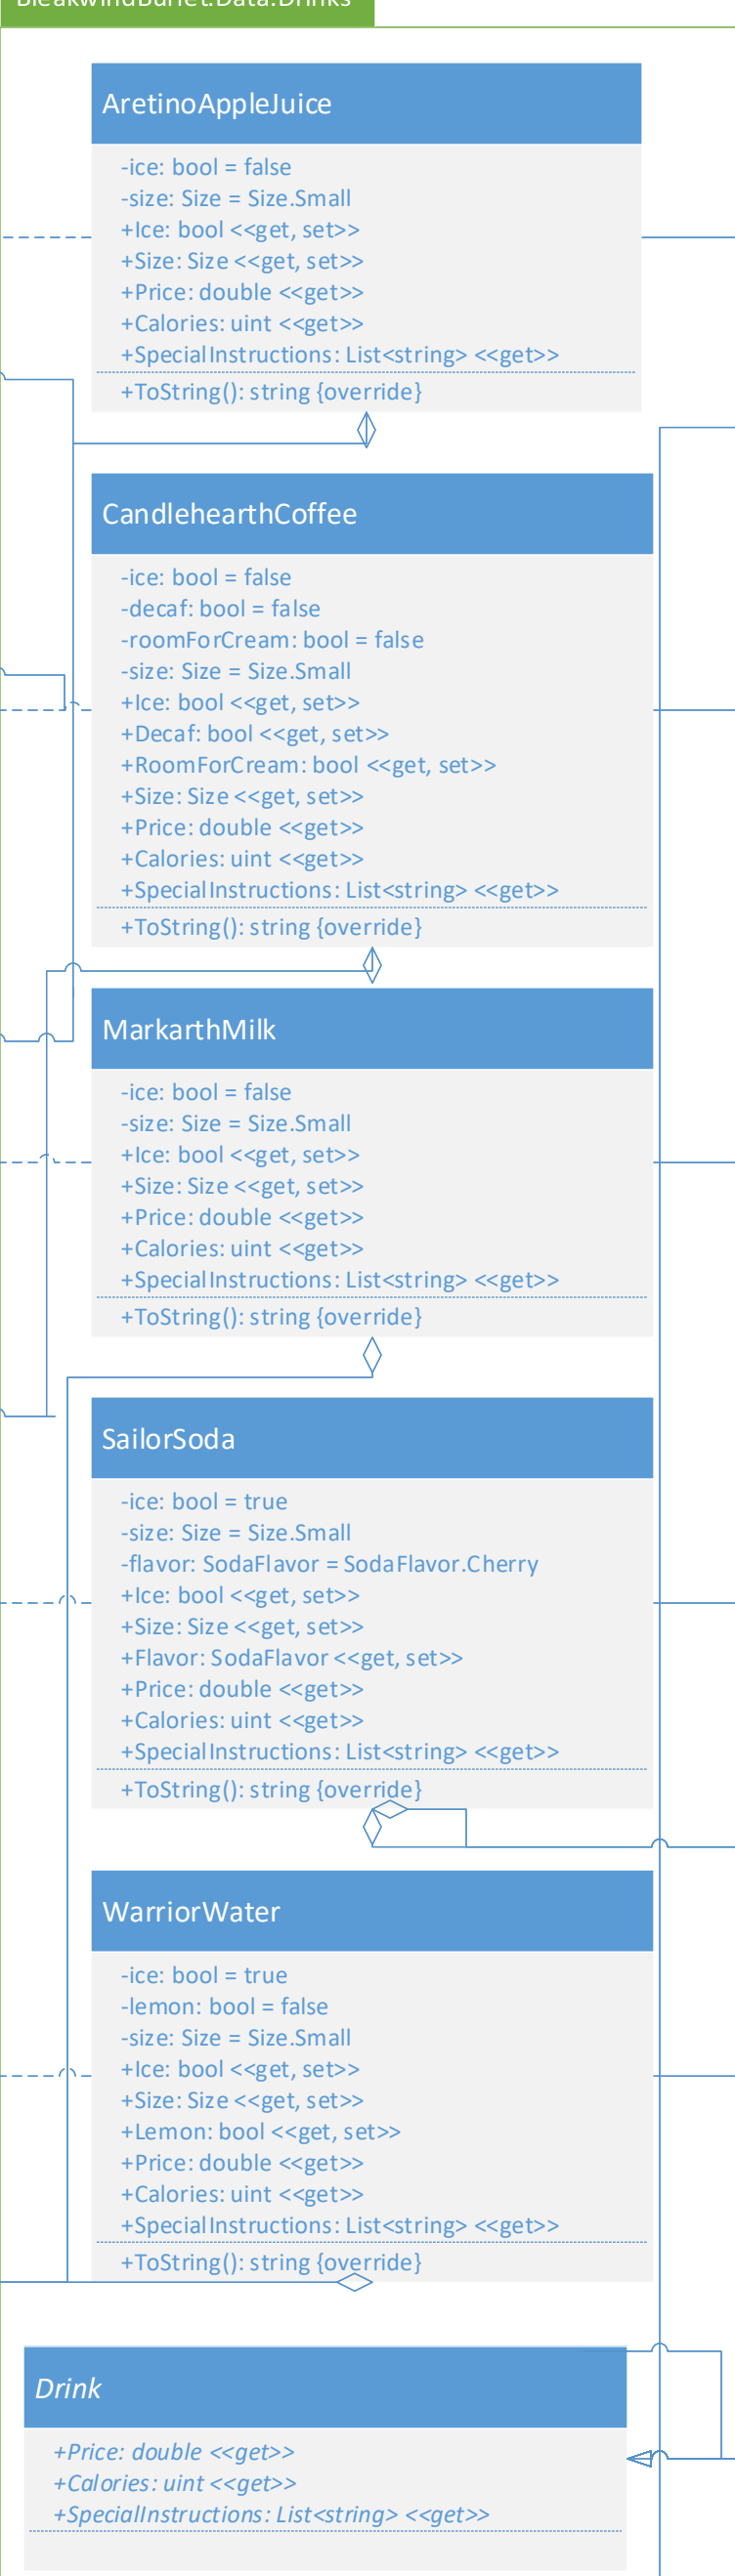 BleakwindBuffet.Data.Drinks
AretinoAppleJuice
-ice: bool = false
-size: Size = Size.Small
+Ice: bool <<get, set>>
+Size: Size <<get, set>>
+Price: double <<get>>
+Calories: uint <<get>>
+SpecialInstructions: List<string> <<get>>
+ToString(): string {override}
CandlehearthCoffee
-ice: bool = false
-decaf: bool = false
-roomForCream: bool = false
-size: Size = Size.Small
+Ice: bool <<get, set>>
+Decaf: bool <<get, set>>
+RoomForCream: bool <<get, set>>
+Size: Size <<get, set>>
+Price: double <<get>>
+Calories: uint <<get>>
+SpecialInstructions: List<string> <<get>>
+ToString(): string {override}
MarkarthMilk
-ice: bool = false
-size: Size = Size.Small
+Ice: bool <<get, set>>
+Size: Size <<get, set>>
+Price: double <<get>>
+Calories: uint <<get>>
+SpecialInstructions: List<string> <<get>>
+ToString(): string {override}
SailorSoda
-ice: bool = true
-size: Size = Size.Small
-flavor: SodaFlavor = SodaFlavor.Cherry
+Ice: bool <<get, set>>
+Size: Size <<get, set>>
+Flavor: SodaFlavor <<get, set>>
+Price: double <<get>>
+Calories: uint <<get>>
+SpecialInstructions: List<string> <<get>>
+ToString(): string {override}
WarriorWater
-ice: bool = true
-lemon: bool = false
-size: Size = Size.Small
+Ice: bool <<get, set>>
+Size: Size <<get, set>>
+Lemon: bool <<get, set>>
+Price: double <<get>>
+Calories: uint <<get>>
+SpecialInstructions: List<string> <<get>>
+ToString(): string {override}
Drink
+Price: double <<get>>
+Calories: uint <<get>>
+SpecialInstructions: List<string> <<get>>